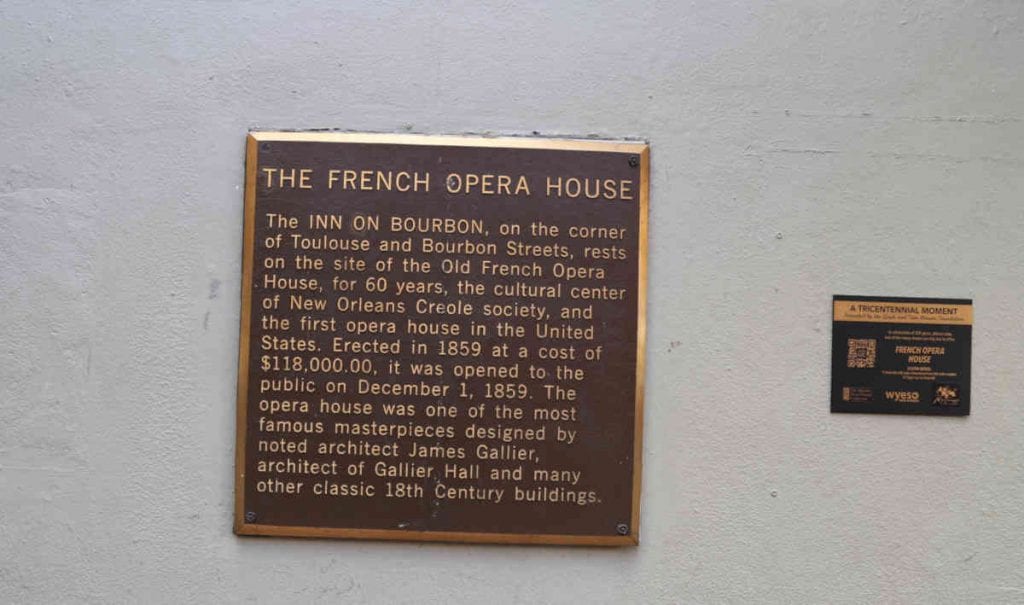 THE FRENCH OPERA HOUSE
The INN ON BOURBON, on the corner
of Toulouse and Bourbon Streets, rests
on the site of the Old French Opera
House, for 60 years, the cultural center
of New Orleans Creole society, and
the first opera house in the United
States. Erected in 1859 at a cost of
$118,000.00, it was opened to the
public on December 1, 1859. The
opera house was one of the most
famous masterpieces designed by
noted architect James Gallier,
architect of Gallier Hall and many
other classic 18th Century buildings.
A TRICENTENNIAL MOMENT
FRENCH OPERA
HOUSE
wyes